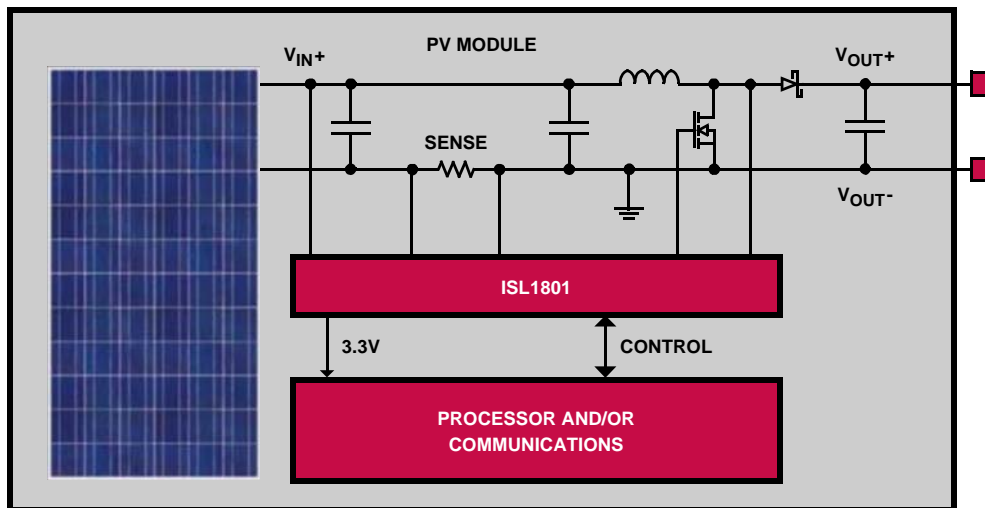 PV MODULE
VIN+
VOUT+
SENSE
VOUT-
ISL1801
3.3V
CONTROL
PROCESSOR AND/OR
COMMUNICATIONS